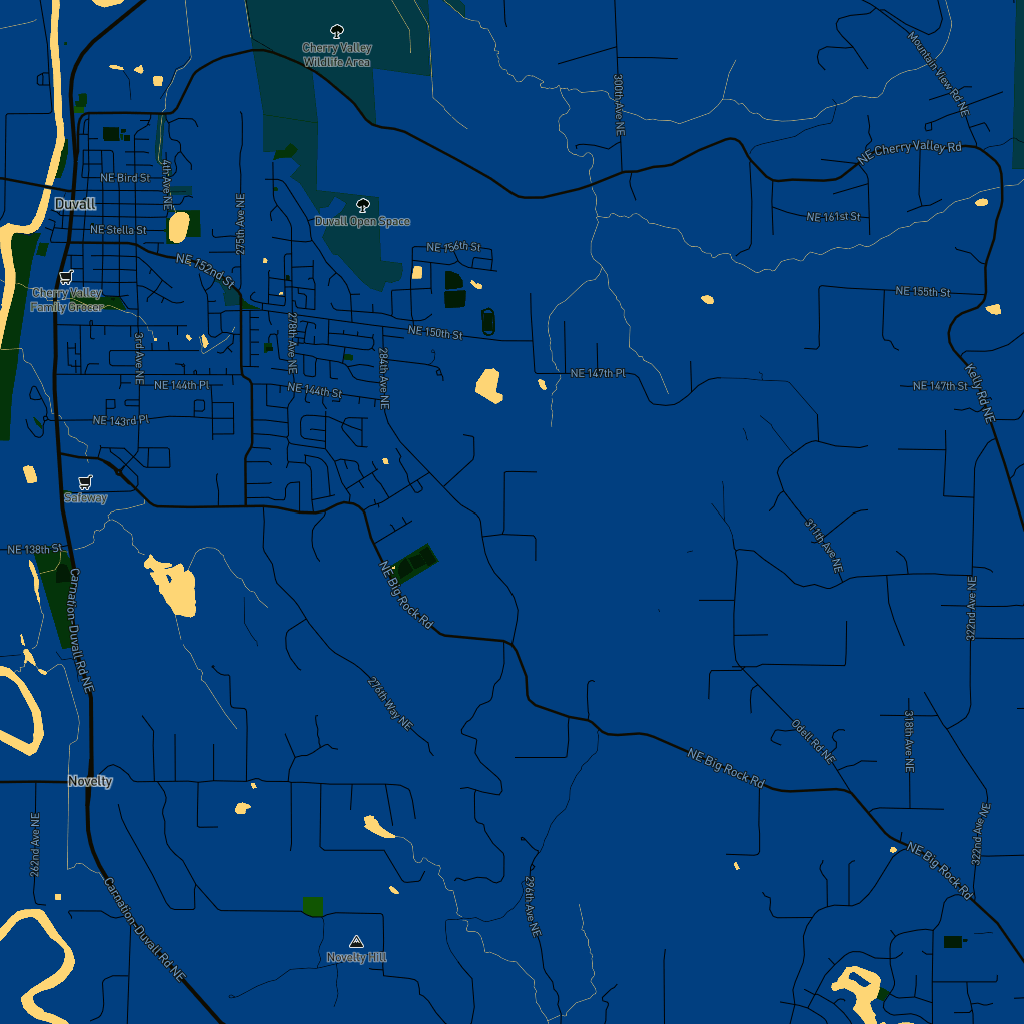 Cherry Valley
Wildlife Area
Mountain View Rd NE
300th Ave NE
NE Cherry Valley Rd
NE Bird St
4th Ave NE
Duvall
275th Ave NE
Duvall Open Space
NE 161st St
NE Stella St
NE 156th St
NE 152nd St
Cherry Valley
Family Grocer
NE 155th St
278th Ave NE
NE 150th St
3rd Ave NE
284th Ave NE
NE 147th Pl
Kelly Rd NE
NE 144th Pl
NE 144th St
NE 147th St
NE 143rd Pl
Safeway
311th Ave NE
NE 138th St
NE Big Rock Rd
322nd Ave NE
Carnation-Duvall Rd NE
276th Way NE
318th Ave NE
Odell Rd NE
NE Big Rock Rd
Novelty
262nd Ave NE
322nd Ave NE
NE Big Rock Rd
296th Ave NE
Carnation-Duvall Rd NE
Novelty Hill